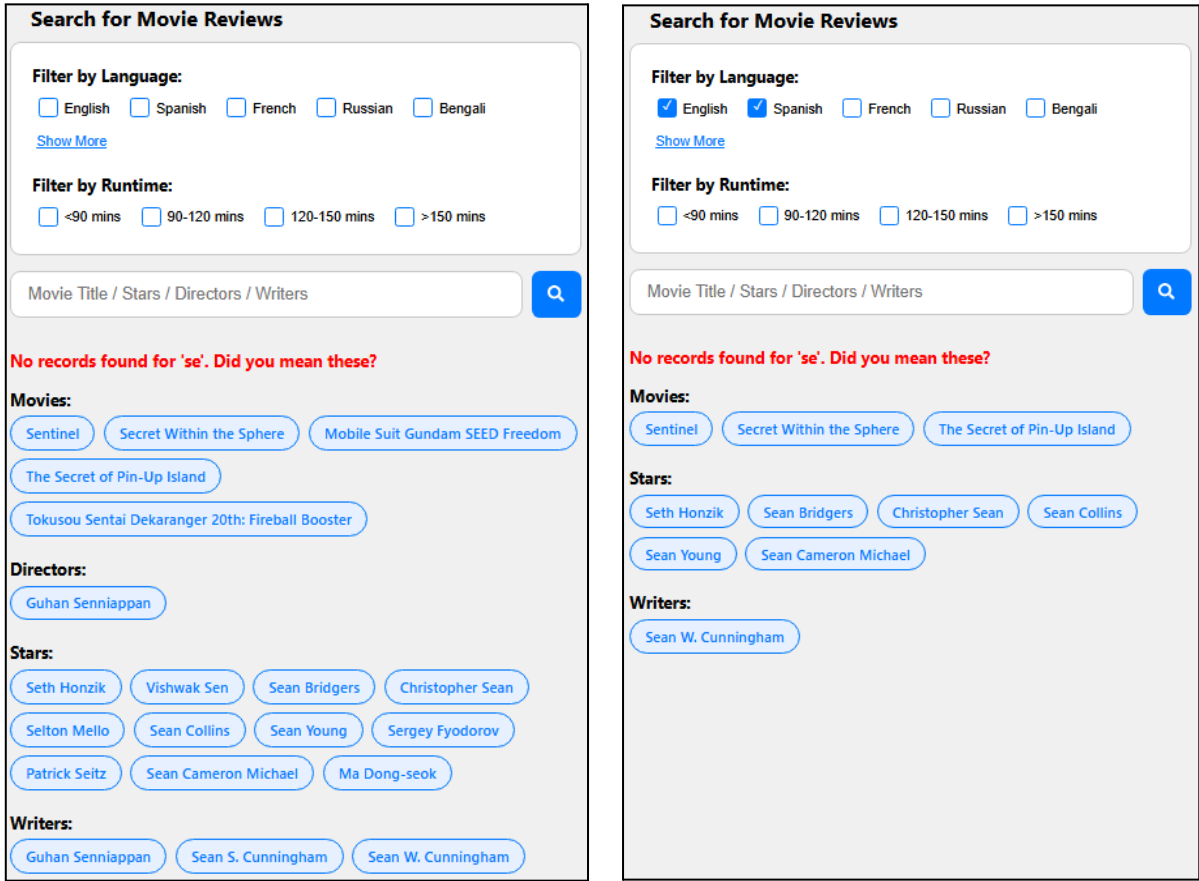 Search for Movie Reviews
Filter by Language:
English Spanish French Russian Bengali
Show More
Filter by Runtime:
<90 mins 90-120 mins 120-150 mins >150 mins
Movie Title / Stars / Directors / Writers
No records found for 'se'. Did you mean these?
Movies:
Sentinel Secret Within the Sphere Mobile Suit Gundam SEED Freedom
The Secret of Pin-Up Island
Tokusou Sentai Dekaranger 20th: Fireball Booster
Directors:
Guhan Senniappan
Stars:
Seth Honzik Vishwak Sen Sean Bridgers Christopher Sean
Selton Mello Sean Collins Sean Young Sergey Fyodorov
Patrick Seitz Sean Cameron Michael Ma Dong-seok
Writers:
Guhan Senniappan Sean S. Cunningham Sean W. Cunningham
Search for Movie Reviews
Filter by Language:
English Spanish French Russian Bengali
Show More
Filter by Runtime:
<90 mins 90-120 mins 120-150 mins >150 mins
Movie Title / Stars / Directors / Writers
No records found for 'se'. Did you mean these?
Movies:
Sentinel Secret Within the Sphere The Secret of Pin-Up Island
Stars:
Seth Honzik Sean Bridgers Christopher Sean Sean Collins
Sean Young Sean Cameron Michael
Writers:
Sean W. Cunningham